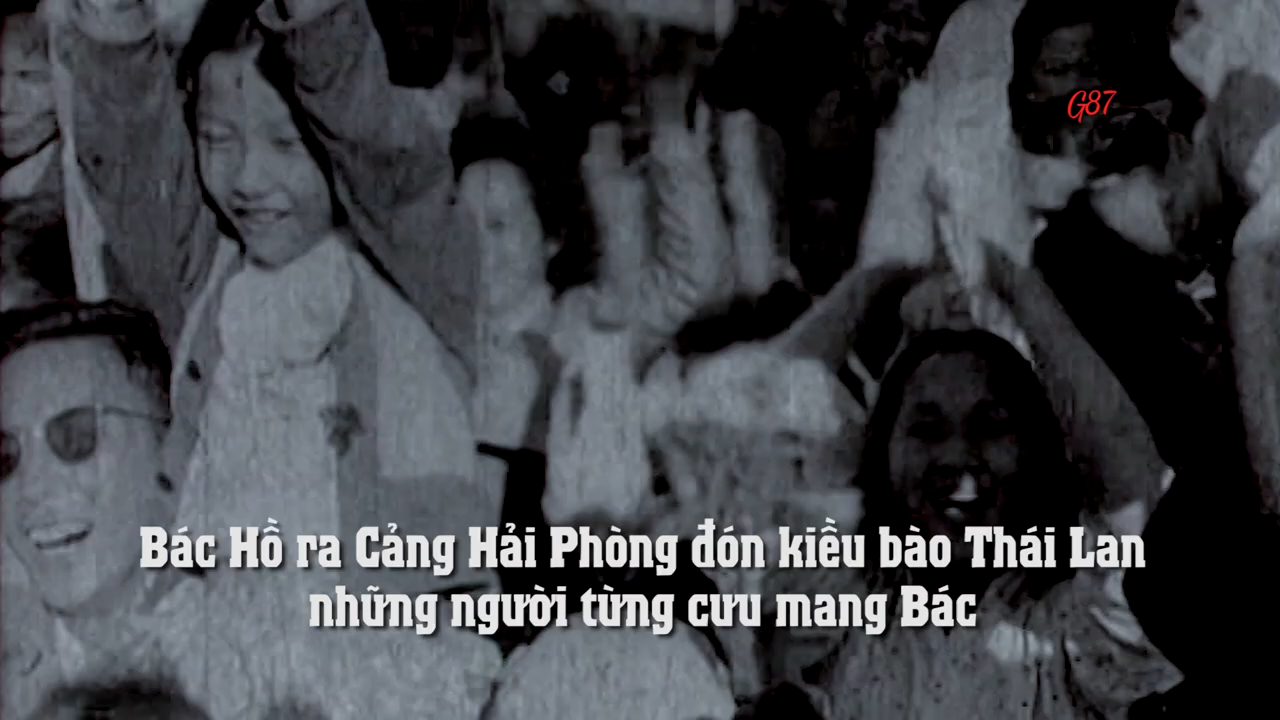 G87
Bác Hồ ra Cảng Hải Phòng đón kiều bào Thái Lan
những người từng cưu mang Bác